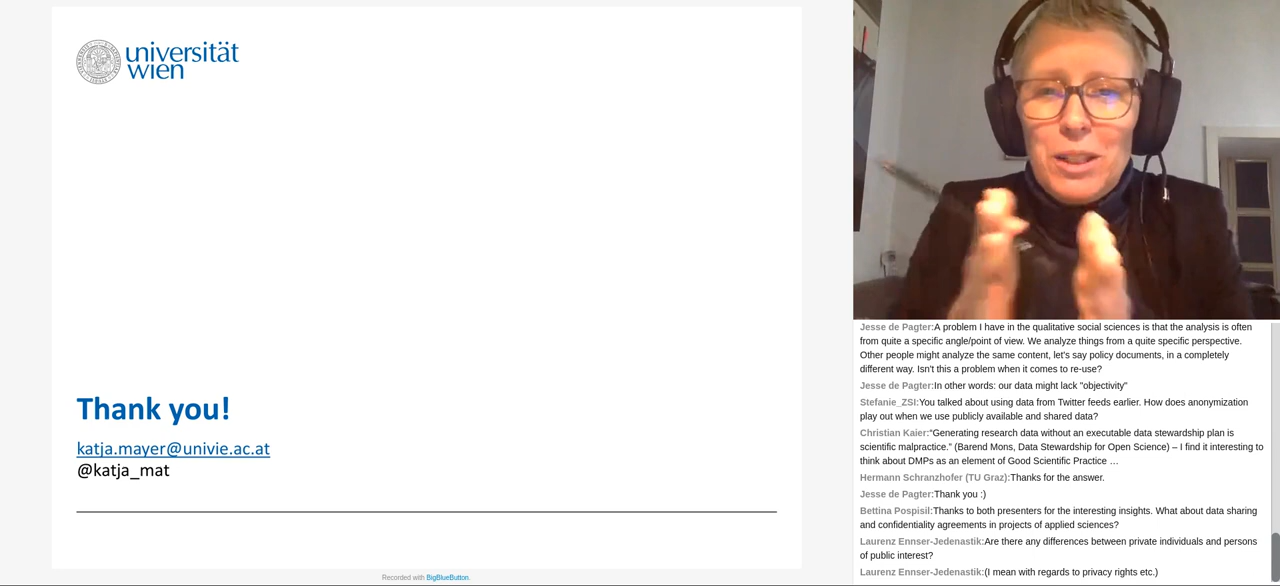 universität
wien
Thank you!
katja.mayer@univie.ac.at
@katja_mat
Recorded with BigBlueButton.
Jesse de Pagter:A problem I have in the qualitative social sciences is that the analysis is often
from quite a specific angle/point of view. We analyze things from a quite specific perspective.
Other people might analyze the same content, let's say policy documents, in a completely
different way. Isn't this a problem when it comes to re-use?
Jesse de Pagter:In other words: our data might lack "objectivity"
Stefanie_ZSI:You talked about using data from Twitter feeds earlier. How does anonymization
play out when we use publicly available and shared data?
Christian Kaier:“Generating research data without an executable data stewardship plan is
scientific malpractice.” (Barend Mons, Data Stewardship for Open Science) – I find it interesting to
think about DMPs as an element of Good Scientific Practice …
Hermann Schranzhofer (TU Graz):Thanks for the answer.
Jesse de Pagter:Thank you :)
Bettina Pospisil:Thanks to both presenters for the interesting insights. What about data sharing
and confidentiality agreements in projects of applied sciences?
Laurenz Ennser-Jedenastik:Are there any differences between private individuals and persons
of public interest?
Laurenz Ennser-Jedenastik:(I mean with regards to privacy rights etc.)